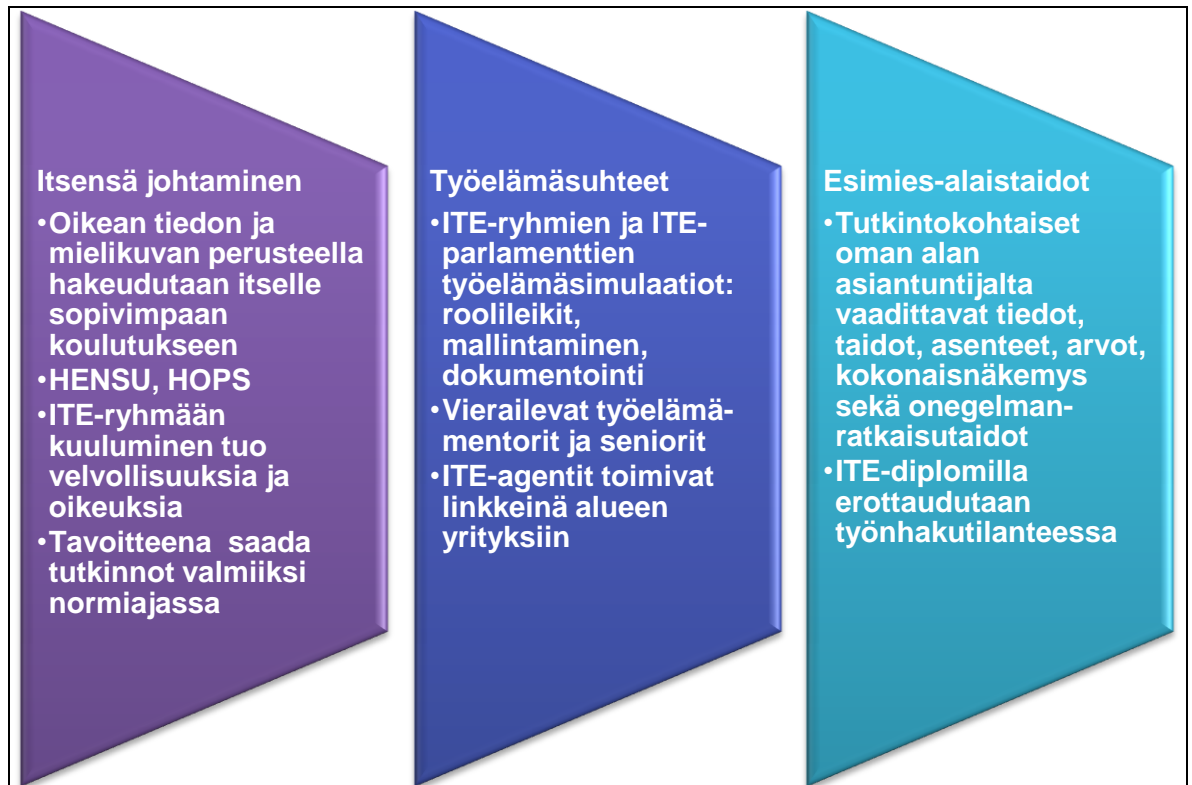 Itsensä johtaminen
•Oikean tiedon ja
mielikuvan perusteella
hakeudutaan itselle
sopivimpaan
koulutukseen
•HENSU, HOPS
•ITE-ryhmään
kuuluminen tuo
velvollisuuksia ja
oikeuksia
•Tavoitteena saada
tutkinnot valmiiksi
normiajassa
Työelämäsuhteet
•ITE-ryhmien ja ITE-
parlamenttien
työelämäsimulaatiot:
roolileikit,
mallintaminen,
dokumentointi
•Vierailevat työelämä-
mentorit ja seniorit
•ITE-agentit toimivat
linkkeinä alueen
yrityksiin
Esimies-alaistaidot
•Tutkintokohtaiset
oman alan
asiantuntijalta
vaadittavat tiedot,
taidot, asenteet, arvot,
kokonaisnäkemys
sekä onegelman-
ratkaisutaidot
•ITE-diplomilla
erottaudutaan
työnhakutilanteessa